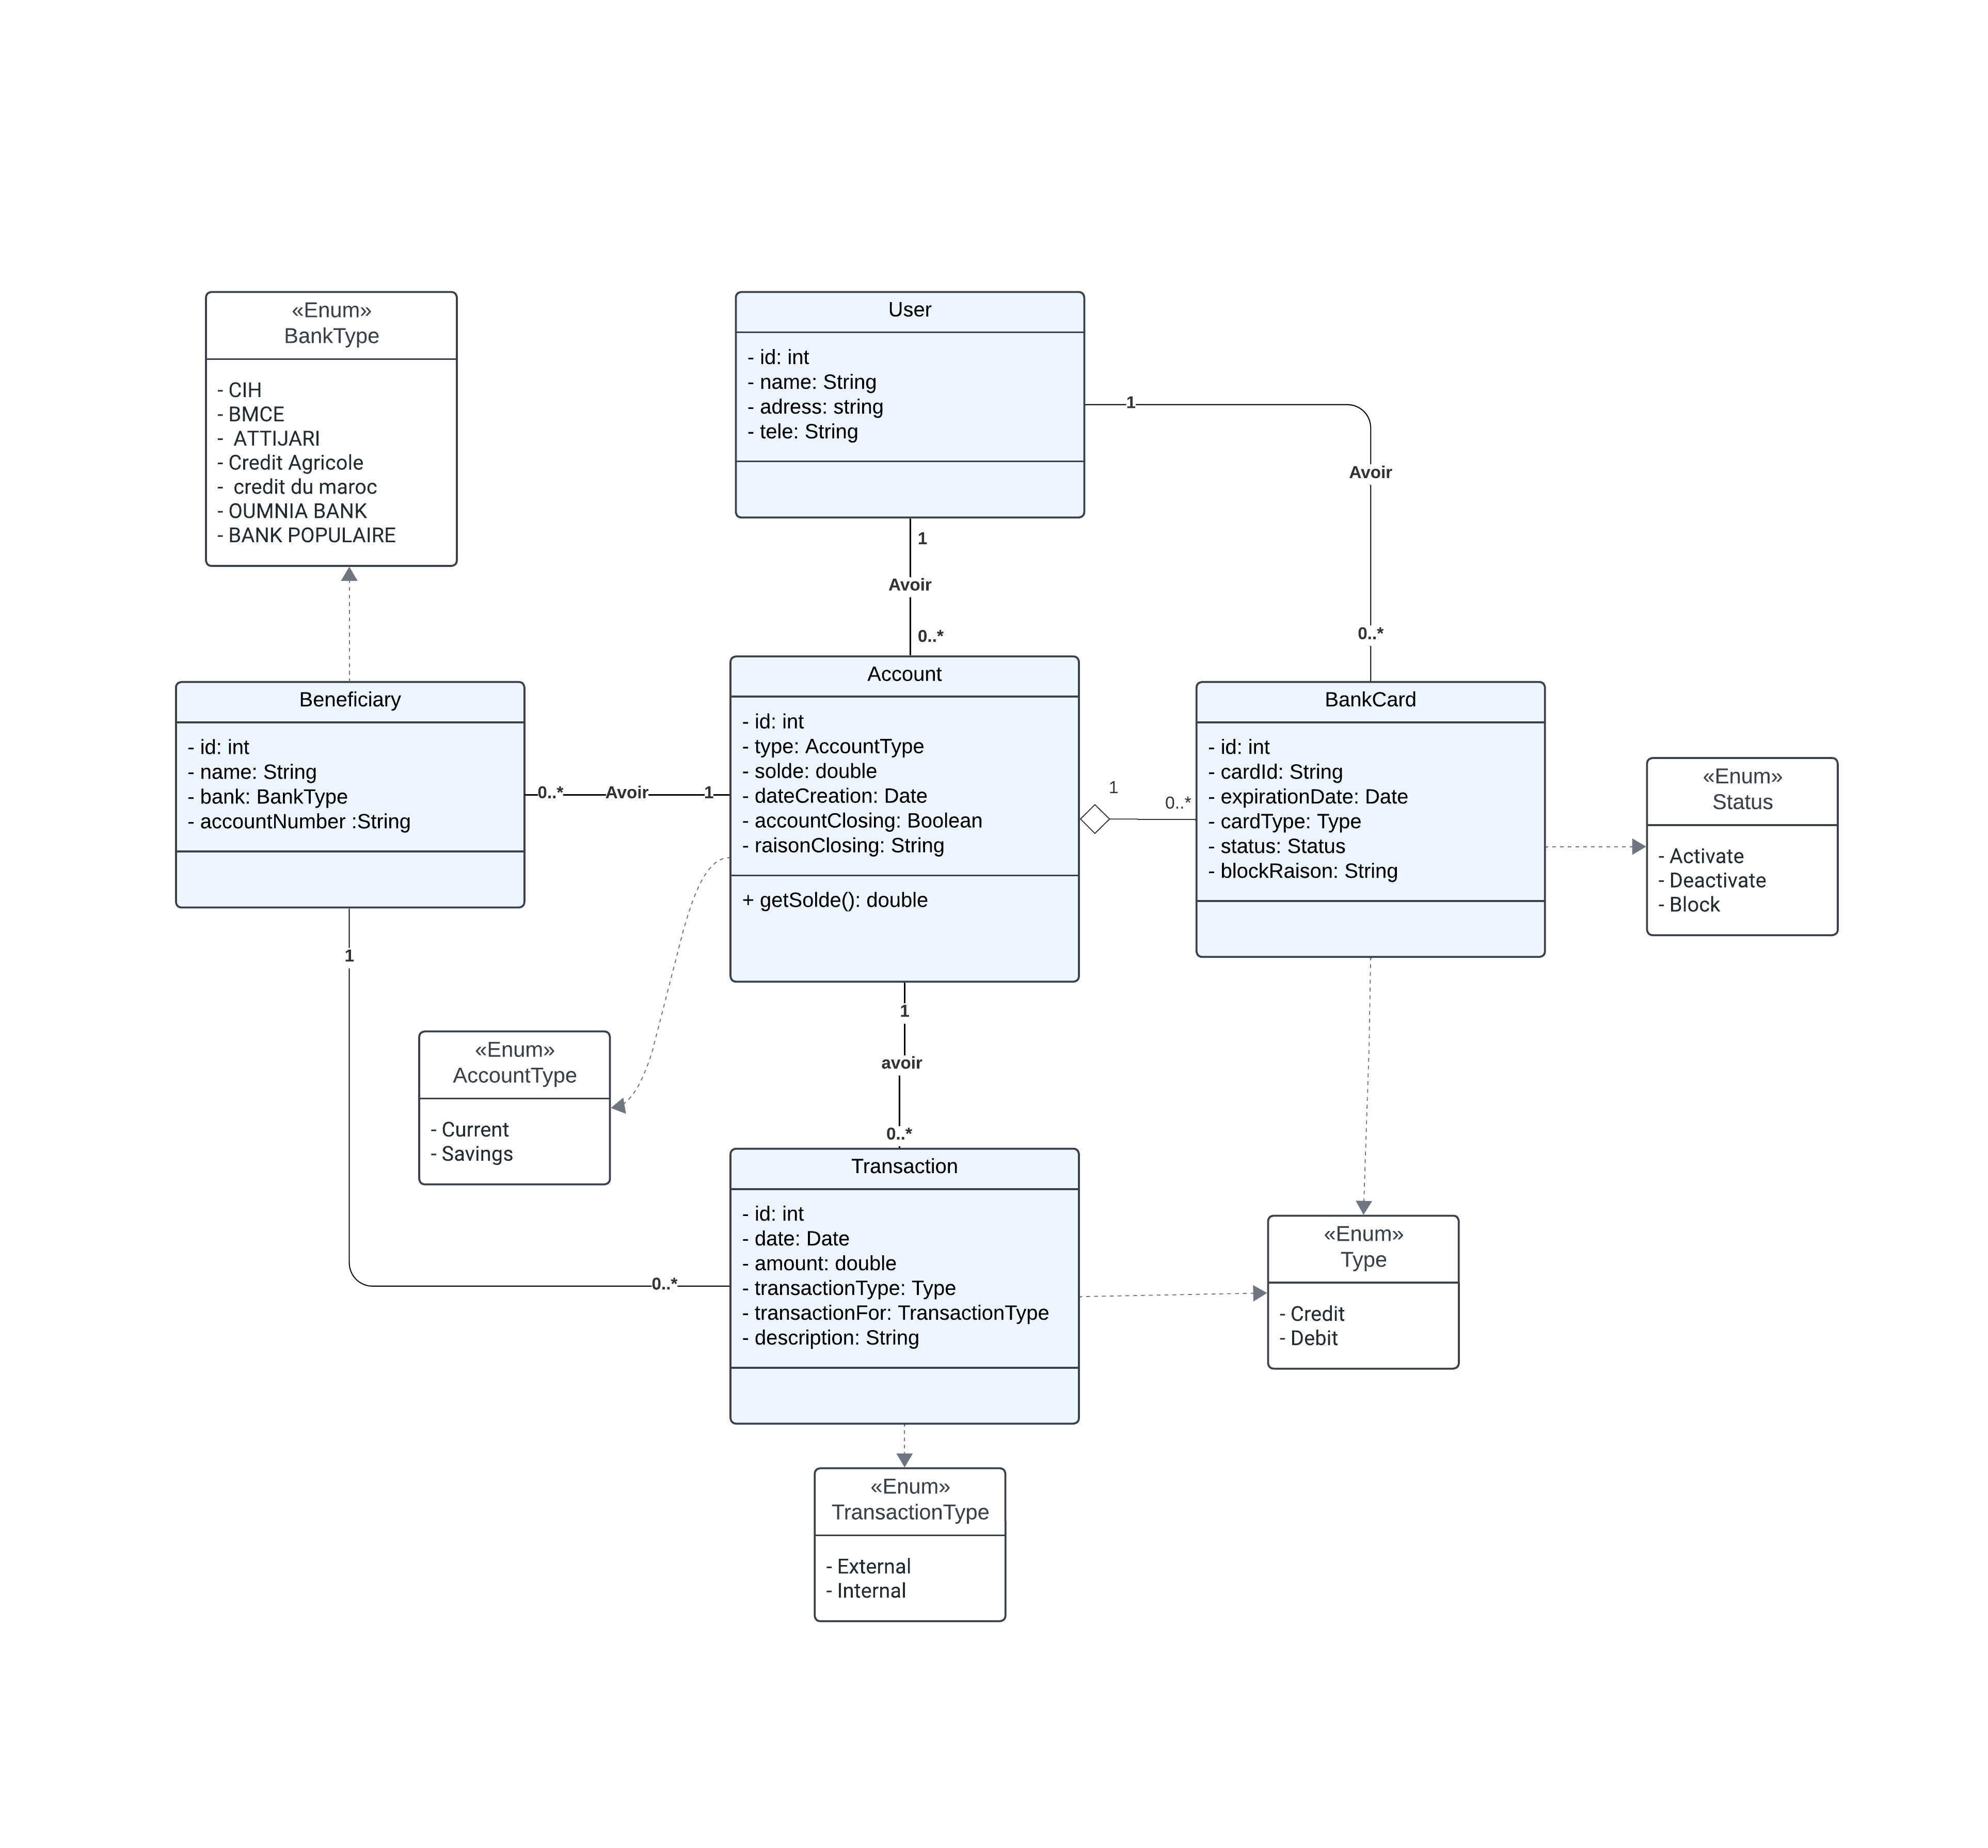 «Enum»
BankType
- CIH
- BMCE
-  ATTIJARI
- Credit Agricole
-  credit du maroc
- OUMNIA BANK
- BANK POPULAIRE
User
- id: int
- name: String
- adress: string
- tele: String
1
Avoir
0..*
1
Avoir
0..*
Beneficiary
- id: int
- name: String
- bank: BankType
- accountNumber :String
0..*
Avoir
1
Account
- id: int
- type: AccountType
- solde: double
- dateCreation: Date
- accountClosing: Boolean
- raisonClosing: String
+ getSolde(): double
1
0..*
BankCard
- id: int
- cardId: String
- expirationDate: Date
- cardType: Type
- status: Status
- blockRaison: String
«Enum»
Status
- Activate
- Deactivate
- Block
1
0..*
«Enum»
AccountType
- Current
- Savings
1
avoir
0..*
Transaction
- id: int
- date: Date
- amount: double
- transactionType: Type
- transactionFor: TransactionType
- description: String
«Enum»
Type
- Credit
- Debit
«Enum»
TransactionType
- External
- Internal